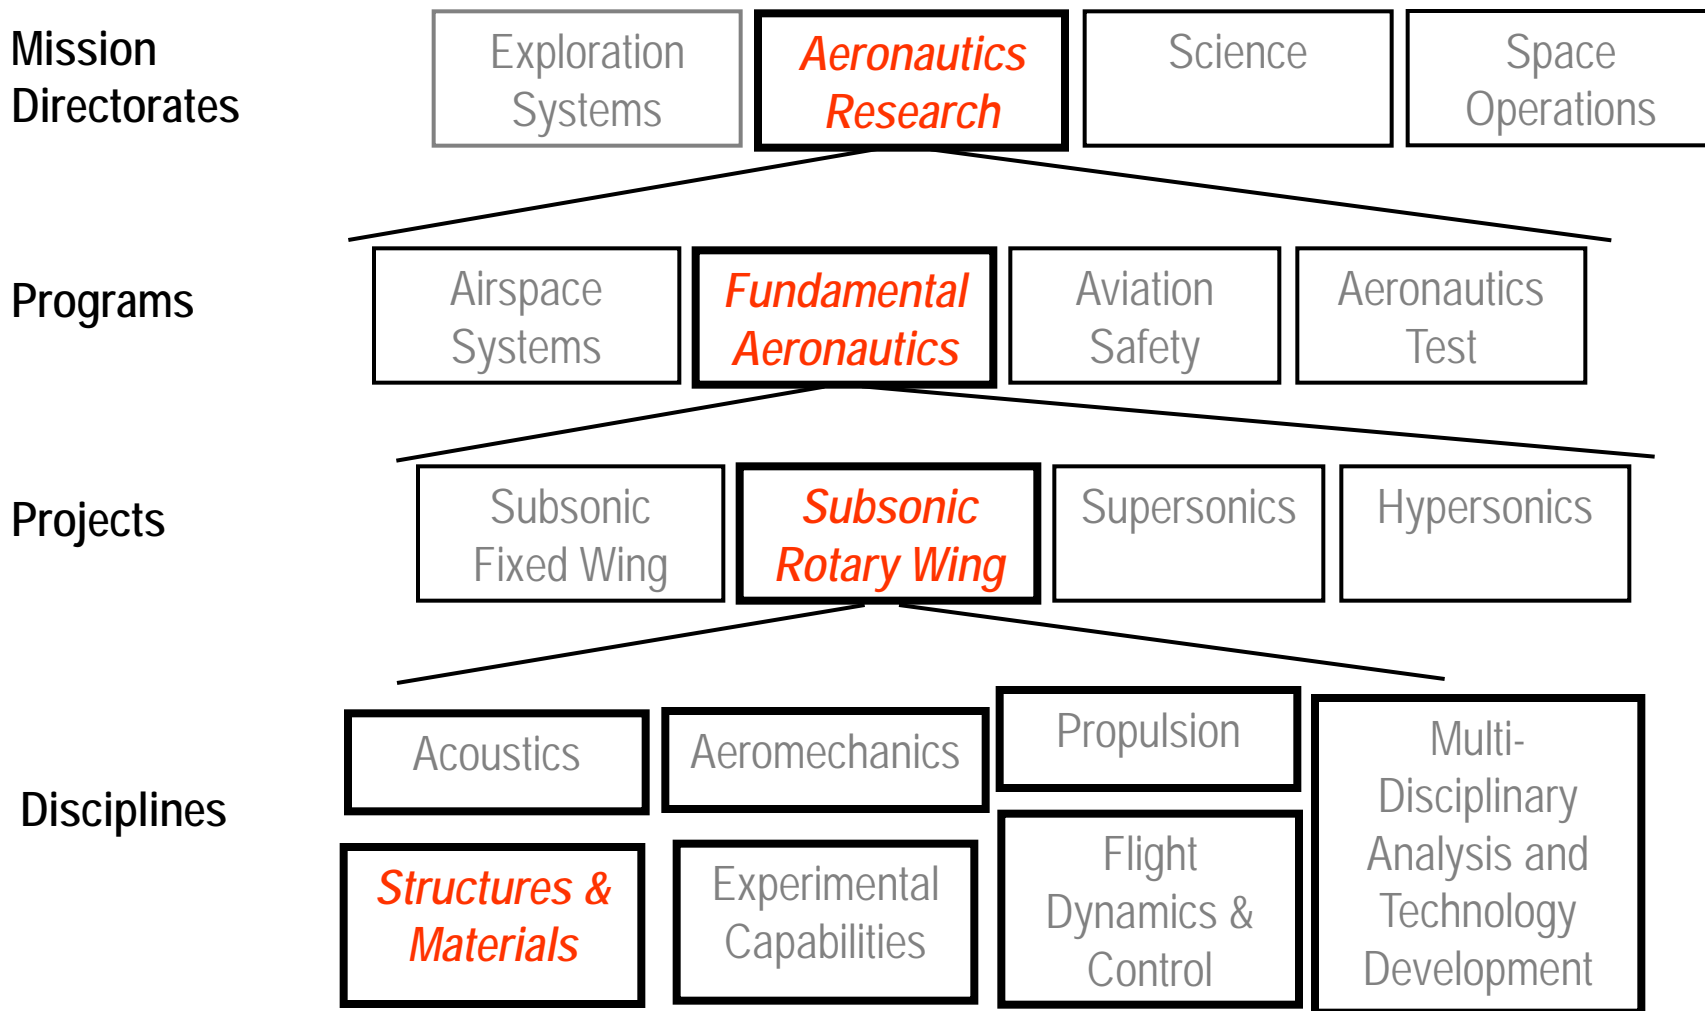 Mission
Directorates
Exploration
Systems
Aeronautics
Research
Science
Space
Operations
Programs
Airspace
Systems
Fundamental
Aeronautics
Aviation
Safety
Aeronautics
Test
Projects
Subsonic
Fixed Wing
Subsonic
Rotary Wing
Supersonics
Hypersonics
Disciplines
Acoustics
Aeromechanics
Propulsion
Multi-
Disciplinary
Analysis and
Technology
Development
Structures &
Materials
Experimental
Capabilities
Flight
Dynamics &
Control